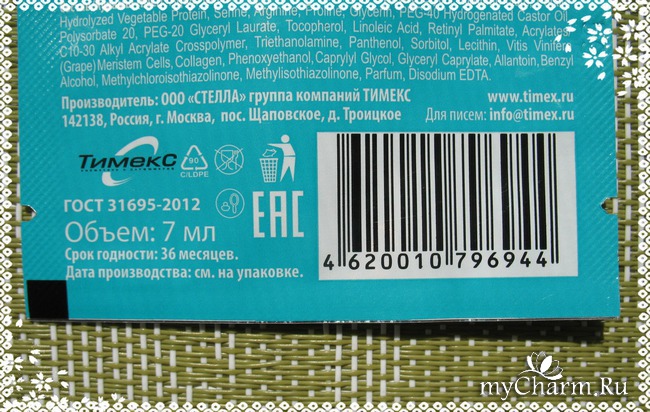 Hydrolyzed Vegetable Protein, Serine, Arginine, Proline, Glycerin, PEG-40 Hydrogenated Castor Oil,
Polysorbate 20, PEG-20 Glyceryl Laurate, Tocopherol, Linoleic Acid, Retinyl Palmitate, Acrylates/
C10-30 Alkyl Acrylate Crosspolymer, Triethanolamine, Panthenol, Sorbitol, Lecithin, Vitis Vinifera
(Grape) Meristem Cells, Collagen, Phenoxyethanol, Caprylyl Glycol, Glyceryl Caprylate, Allantoin, Benzyl
Alcohol, Methylchloroisothiazolinone, Methylisothiazolinone, Parfum, Disodium EDTA.
Производитель: ООО «СТЕЛЛА» группа компаний ТИМЕКС
www.timex.ru
142138, Россия, г. Москва, пос. Щаповское, д. Троицкое
Для писем: info@timex.ru
ТИМЕКС
90
C/LDPE
ГОСТ 31695-2012
EAC
Объем: 7 мл
Срок годности: 36 месяцев.
Дата производства: см. на упаковке.
4 620010 796944
myCharm.Ru